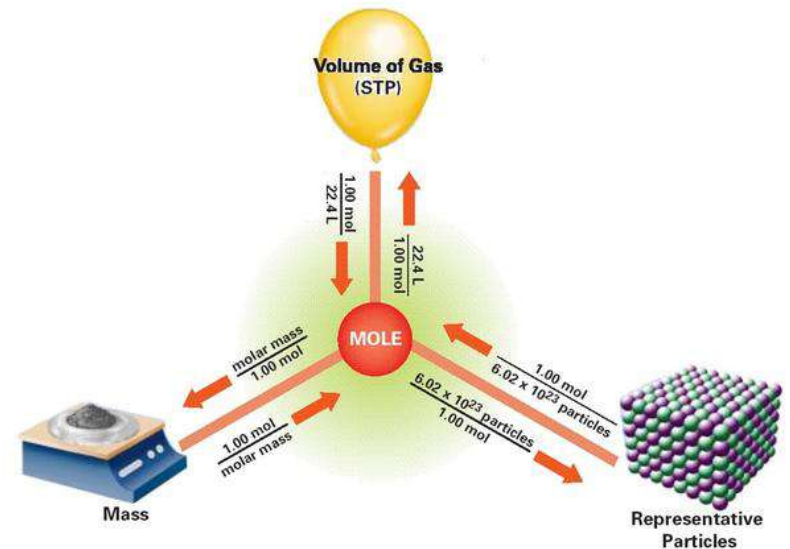 Volume of Gas
(STP)
1.00 mol
22.4 L
22.4 L
1.00 mol
MOLE
molar mass
1.00 mol
1.00 mol
molar mass
1.00 mol
6.02 x 10²³ particles
6.02 x 10²³ particles
1.00 mol
Mass
Representative
Particles